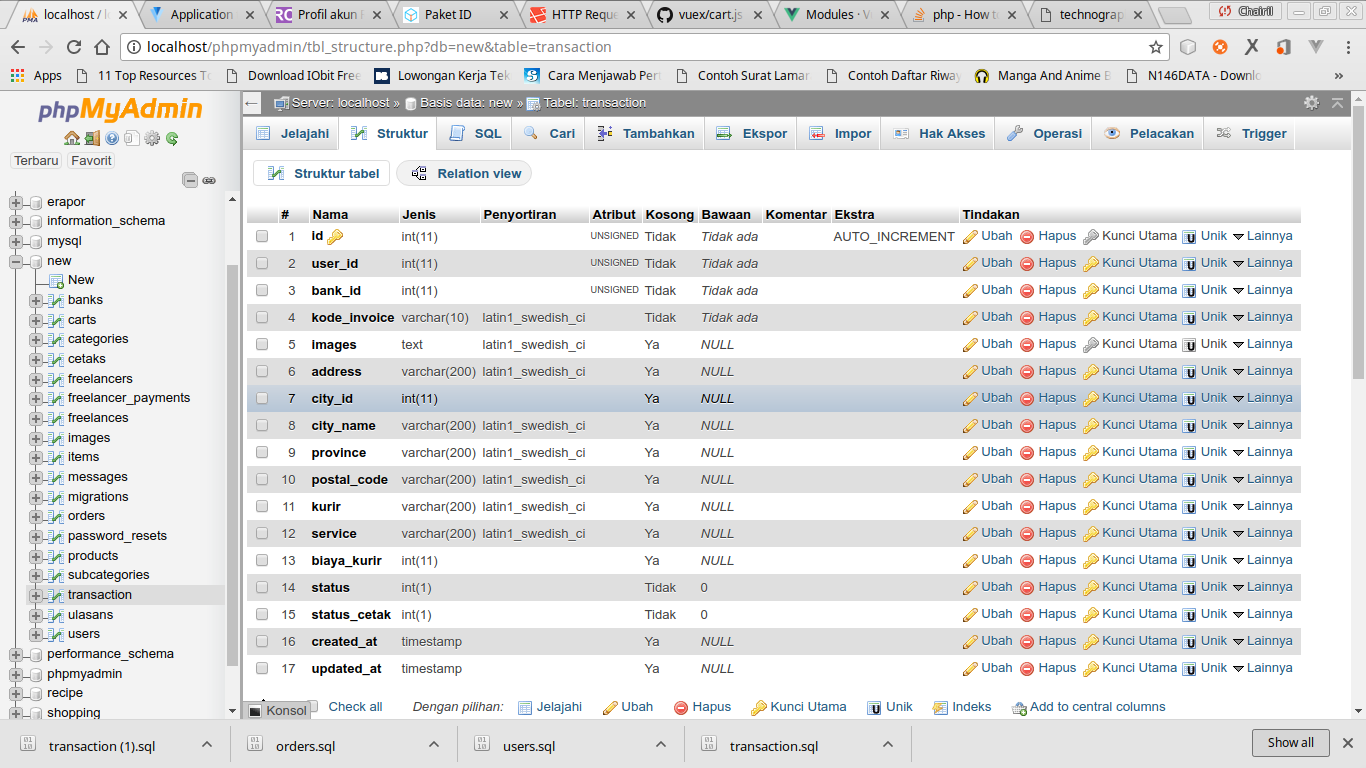 localhost / lo
Application
Profil akun
Paket ID
HTTP Reque
vuex/cart.js
Modules · Vu
php - How to
technograp
Chairil
localhost/phpmyadmin/tbl_structure.php?db=new&table=transaction
Apps
11 Top Resources To
Download IObit Free
Lowongan Kerja Tek
Cara Menjawab Pert
Contoh Surat Lamar
Contoh Daftar Riway
Manga And Anime B
N146DATA - Downlo
»
phpMyAdmin
Terbaru Favorit
erapor
information_schema
mysql
new
New
banks
carts
categories
cetaks
freelancers
freelancer_payments
freelances
images
items
messages
migrations
orders
password_resets
products
subcategories
transaction
ulasans
users
performance_schema
phpmyadmin
recipe
shopping
Server: localhost » Basis data: new » Tabel: transaction
Jelajahi Struktur SQL Cari Tambahkan Ekspor Impor Hak Akses Operasi Pelacakan Trigger
Struktur tabel Relation view
# Nama Jenis Penyortiran Atribut Kosong Bawaan Komentar Ekstra Tindakan
1 id int(11) UNSIGNED Tidak Tidak ada AUTO_INCREMENT Ubah Hapus Kunci Utama Unik Lainnya
2 user_id int(11) UNSIGNED Tidak Tidak ada Ubah Hapus Kunci Utama Unik Lainnya
3 bank_id int(11) UNSIGNED Tidak Tidak ada Ubah Hapus Kunci Utama Unik Lainnya
4 kode_invoice varchar(10) latin1_swedish_ci Tidak Tidak ada Ubah Hapus Kunci Utama Unik Lainnya
5 images text latin1_swedish_ci Ya NULL Ubah Hapus Kunci Utama Unik Lainnya
6 address varchar(200) latin1_swedish_ci Ya NULL Ubah Hapus Kunci Utama Unik Lainnya
7 city_id int(11) Ya NULL Ubah Hapus Kunci Utama Unik Lainnya
8 city_name varchar(200) latin1_swedish_ci Ya NULL Ubah Hapus Kunci Utama Unik Lainnya
9 province varchar(200) latin1_swedish_ci Ya NULL Ubah Hapus Kunci Utama Unik Lainnya
10 postal_code varchar(200) latin1_swedish_ci Ya NULL Ubah Hapus Kunci Utama Unik Lainnya
11 kurir varchar(200) latin1_swedish_ci Ya NULL Ubah Hapus Kunci Utama Unik Lainnya
12 service varchar(200) latin1_swedish_ci Ya NULL Ubah Hapus Kunci Utama Unik Lainnya
13 biaya_kurir int(11) Ya NULL Ubah Hapus Kunci Utama Unik Lainnya
14 status int(1) Tidak 0 Ubah Hapus Kunci Utama Unik Lainnya
15 status_cetak int(1) Tidak 0 Ubah Hapus Kunci Utama Unik Lainnya
16 created_at timestamp Ya NULL Ubah Hapus Kunci Utama Unik Lainnya
17 updated_at timestamp Ya NULL Ubah Hapus Kunci Utama Unik Lainnya
Konsol Check all Dengan pilihan: Jelajahi Ubah Hapus Kunci Utama Unik Indeks Add to central columns
transaction (1).sql
orders.sql
users.sql
transaction.sql
Show all